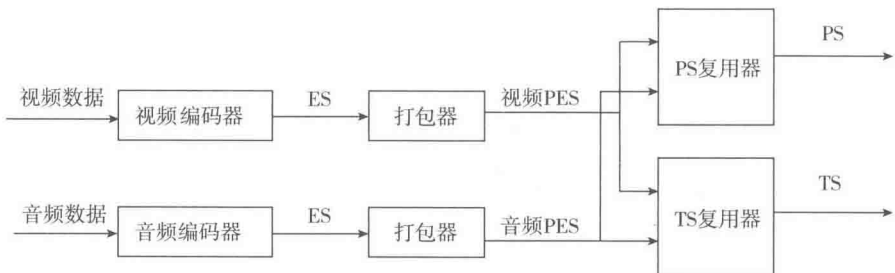 PS
视频数据
ES
视频PES
PS复用器
视频编码器
打包器
音频数据
ES
音频PES
TS
TS复用器
音频编码器
打包器